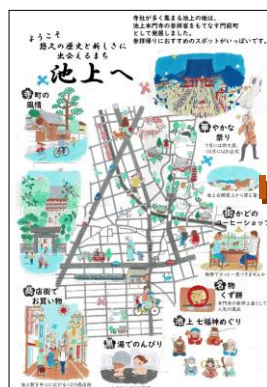 ようこそ
悠久の歴史と新しさに
出会えるまち
池上へ
寺社が多く集まる池上の地は、
池上本門寺の参拝客をもてなす門前町
として発展しました。
参拝帰りにおすすめのスポットがいっぱいです。
寺町の
風情
華やかな
祭り
街かどの
コーヒーショップ
名物
くず餅
商店街で
お買い物
黒湯でのんびり
池上 七福神めぐり